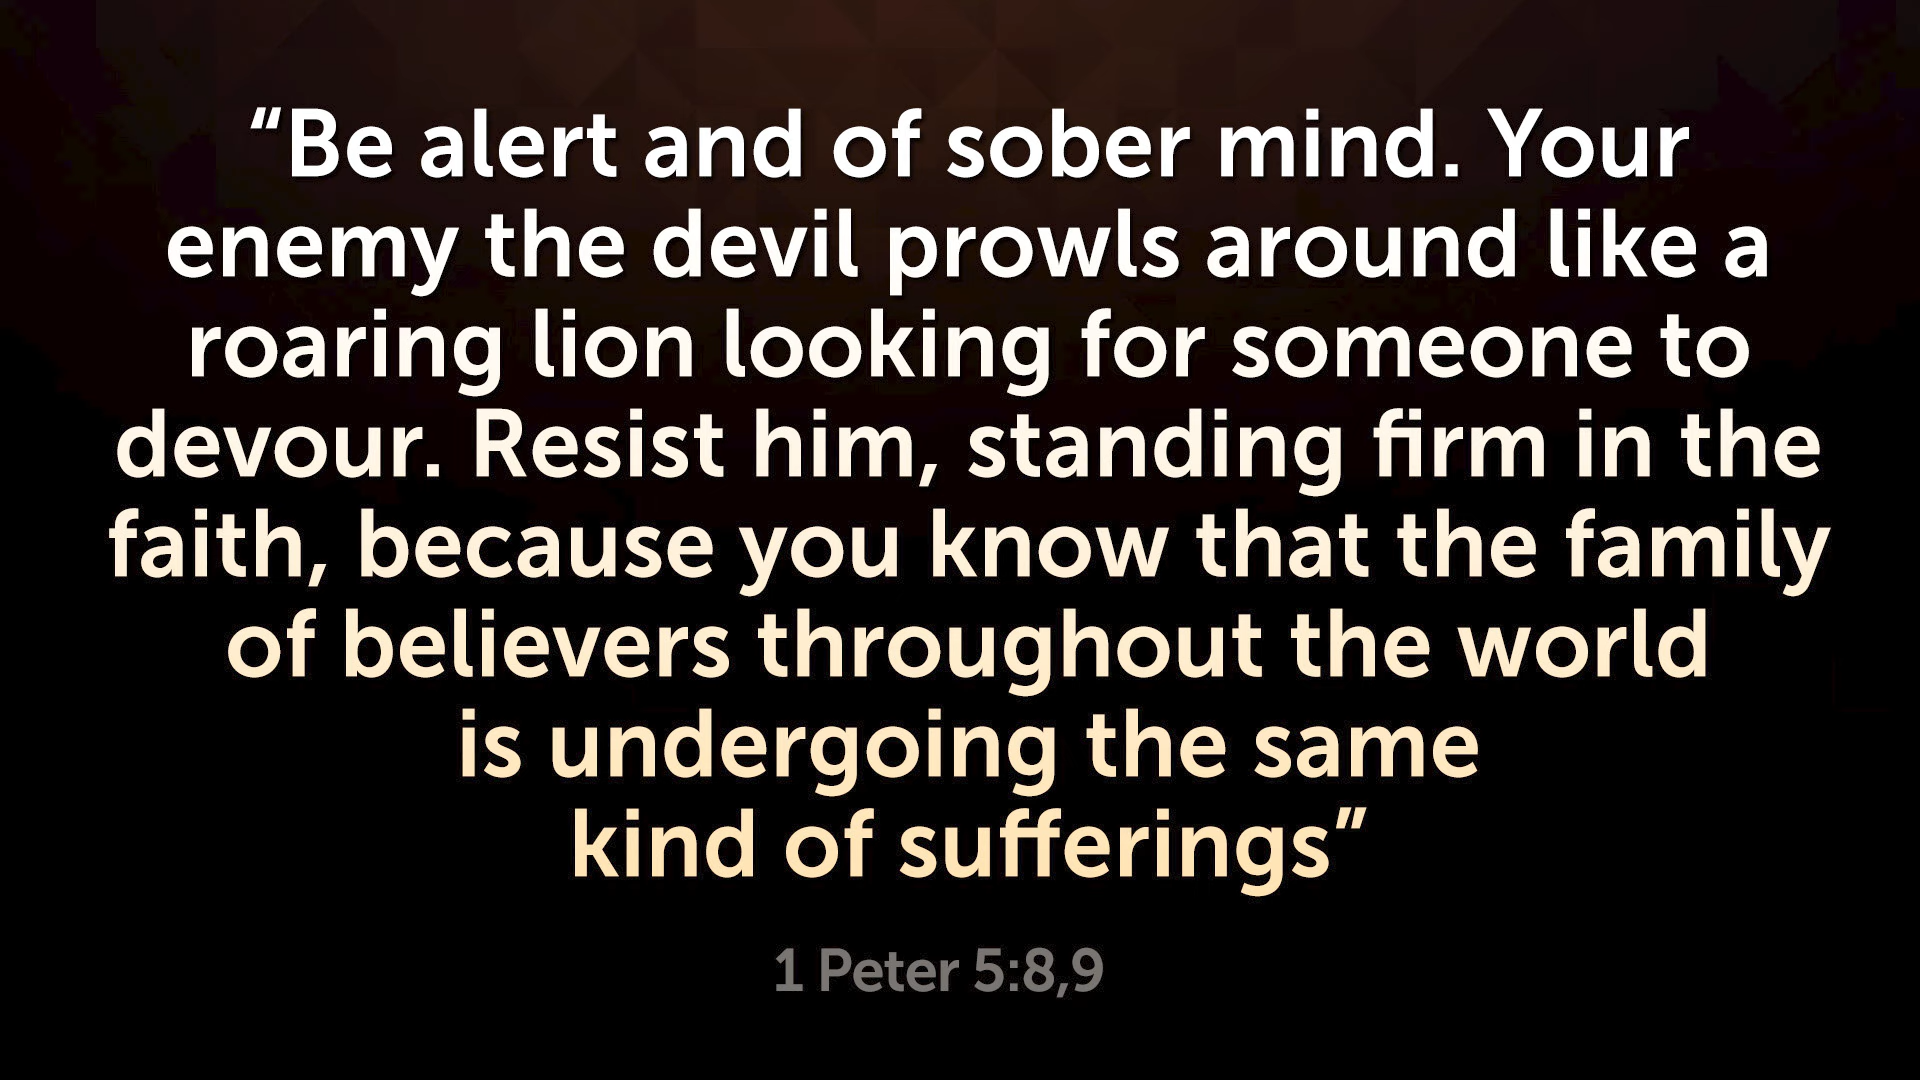 “Be alert and of sober mind. Your
enemy the devil prowls around like a
roaring lion looking for someone to
devour. Resist him, standing firm in the
faith, because you know that the family
of believers throughout the world
is undergoing the same
kind of sufferings”
1 Peter 5:8,9